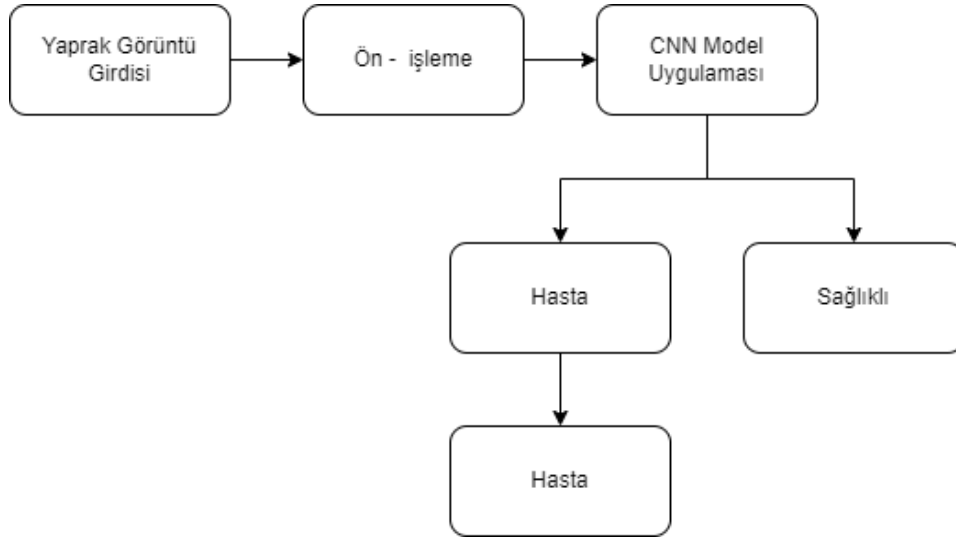 Yaprak Görüntü
Girdisi
Ön - işleme
CNN Model
Uygulaması
Hasta
Sağlıklı
Hasta